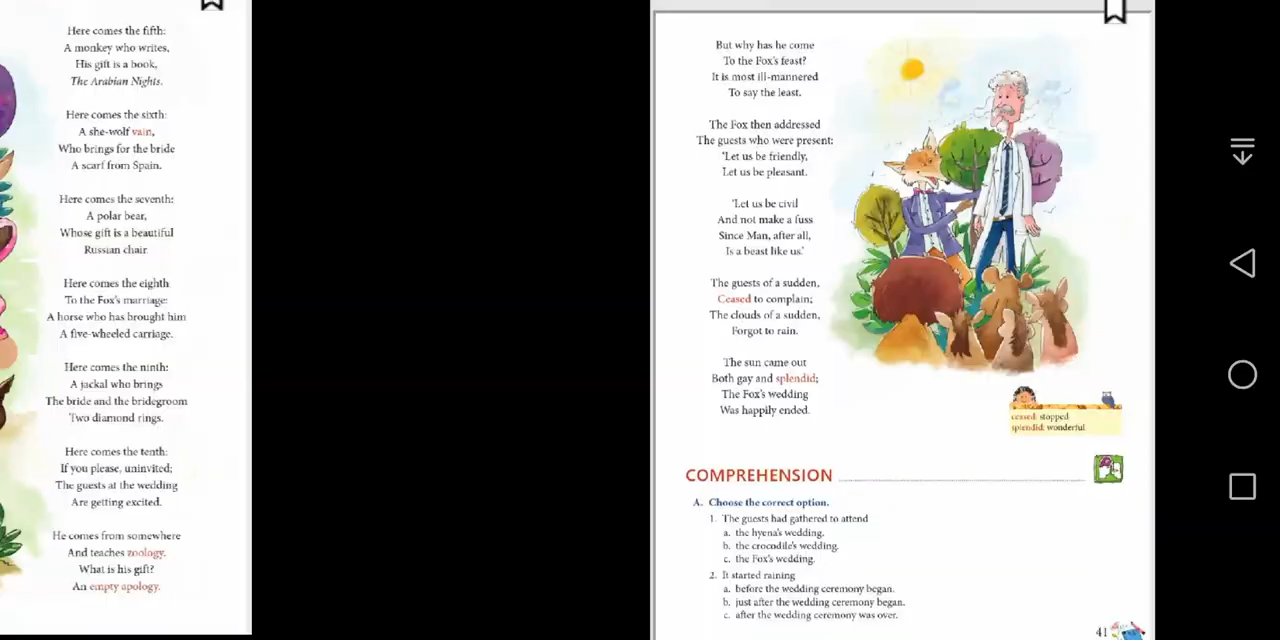 Here comes the fifth:
A monkey who writes,
His gift is a book,
The Arabian Nights.
Here comes the sixth:
A she-wolf vain,
Who brings for the bride
A scarf from Spain.
Here comes the seventh:
A polar bear,
Whose gift is a beautiful
Russian chair.
Here comes the eighth
To the Fox's marriage:
A horse who has brought him
A five-wheeled carriage.
Here comes the ninth:
A jackal who brings
The bride and the bridegroom
Two diamond rings.
Here comes the tenth:
If you please, uninvited;
The guests at the wedding
Are getting excited.
He comes from somewhere
And teaches zoology.
What is his gift?
An empty apology.
But why has he come
To the Fox's feast?
It is most ill-mannered
To say the least.
The Fox then addressed
The guests who were present:
'Let us be friendly,
Let us be pleasant.
'Let us be civil
And not make a fuss
Since Man, after all,
Is a beast like us.'
The guests of a sudden,
Ceased to complain;
The clouds of a sudden,
Forgot to rain.
The sun came out
Both gay and splendid;
The Fox's wedding
Was happily ended.
ceased: stopped
splendid: wonderful
COMPREHENSION
A. Choose the correct option.
1. The guests had gathered to attend
a. the hyena's wedding.
b. the crocodile's wedding.
c. the Fox's wedding.
2. It started raining
a. before the wedding ceremony began.
b. just after the wedding ceremony began.
c. after the wedding ceremony was over.
41